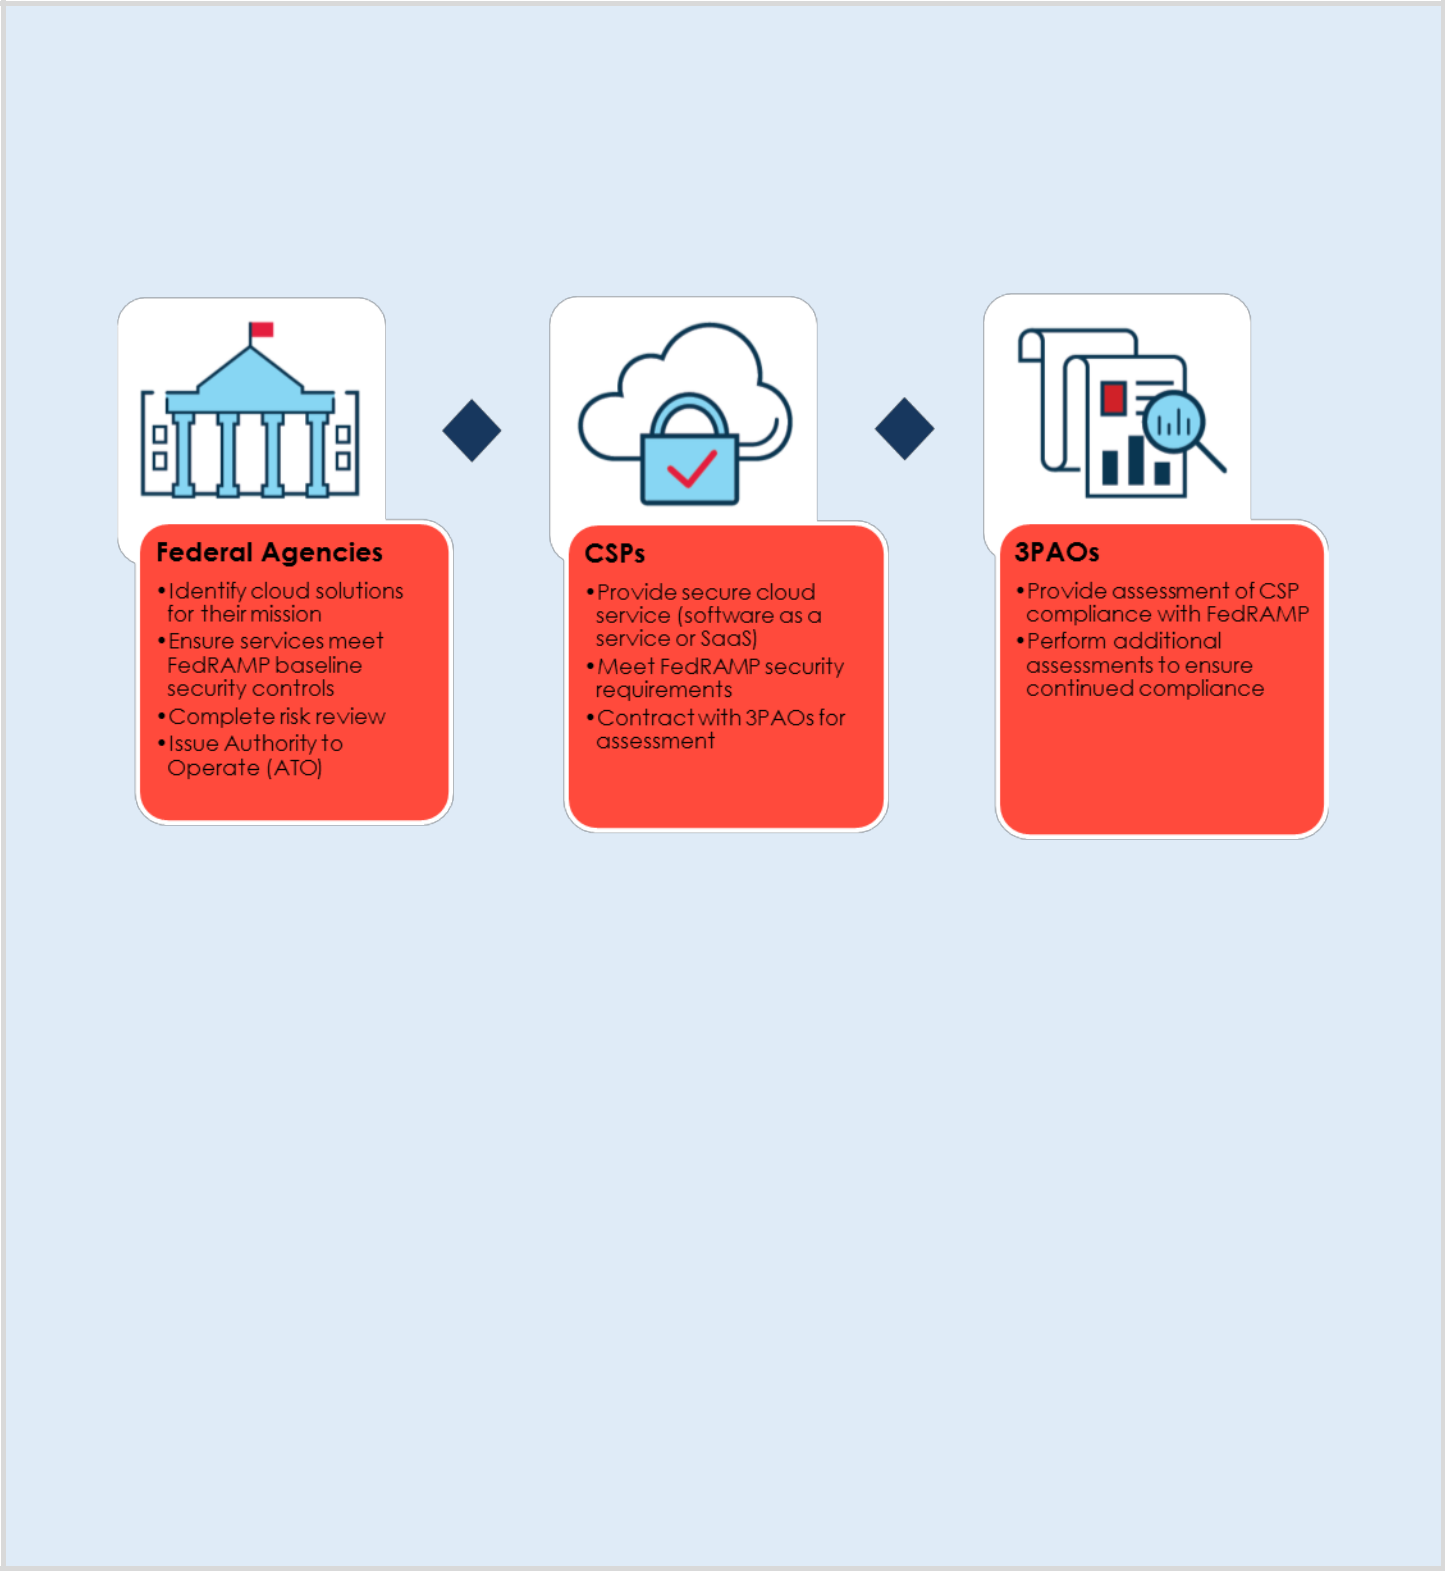 Federal Agencies
•Identify cloud solutions
for their mission
•Ensure services meet
FedRAMP baseline
security controls
•Complete risk review
•Issue Authority to
Operate (ATO)
CSPs
•Provide secure cloud
service (software as a
service or SaaS)
•Meet FedRAMP security
requirements
•Contract with 3PAOs for
assessment
3PAOs
•Provide assessment of CSP
compliance with FedRAMP
•Perform additional
assessments to ensure
continued compliance